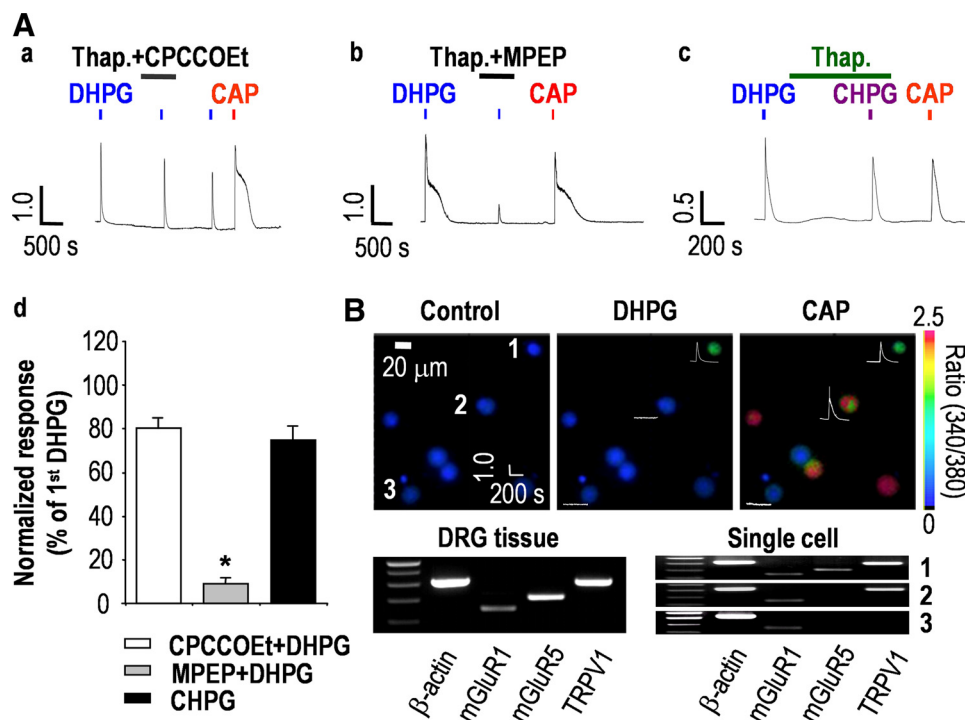 A
a
Thap.+CPCCOEt
DHPG CAP
1.0
500 s
b
Thap.+MPEP
DHPG CAP
1.0
500 s
c
Thap.
DHPG CHPG CAP
0.5
200 s
d
Normalized response
(% of 1st DHPG)
120
100
80
60
40
20
0
*
CPCCOEt+DHPG
MPEP+DHPG
CHPG
B
Control DHPG CAP
20 μm
1
2
3
1.0
200 s
2.5
0
Ratio (340/380)
DRG tissue
β-actin
mGluR1
mGluR5
TRPV1
Single cell
1
2
3
β-actin
mGluR1
mGluR5
TRPV1